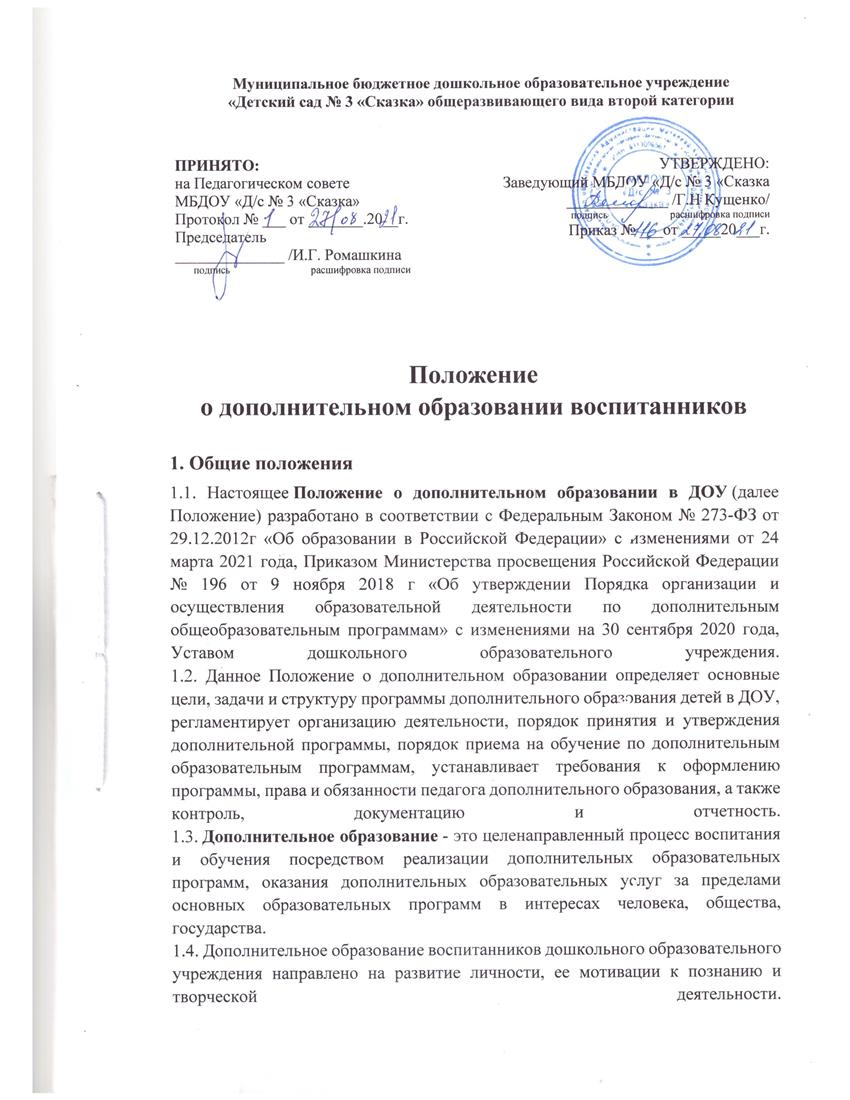 Муниципальное бюджетное дошкольное образовательное учреждение
«Детский сад № 3 «Сказка» общеразвивающего вида второй категории
ПРИНЯТО:
на Педагогическом совете
МБДОУ «Д/с № 3 «Сказка»
Протокол № 1 от 27/08.2021г.
Председатель
/И.Г. Ромашкина
подпись расшифровка подписи
УТВЕРЖДЕНО:
Заведующий МБДОУ «Д/с № 3 «Сказка
/Г.Н Кущенко/
подпись расшифровка подписи
Приказ № 116 от 27.08 2021 г.
Положение
о дополнительном образовании воспитанников
1. Общие положения
1.1. Настоящее Положение о дополнительном образовании в ДОУ (далее
Положение) разработано в соответствии с Федеральным Законом № 273-ФЗ от
29.12.2012г «Об образовании в Российской Федерации» с изменениями от 24
марта 2021 года, Приказом Министерства просвещения Российской Федерации
№ 196 от 9 ноября 2018 г «Об утверждении Порядка организации и
осуществления образовательной деятельности по дополнительным
общеобразовательным программам» с изменениями на 30 сентября 2020 года,
Уставом дошкольного образовательного учреждения.
1.2. Данное Положение о дополнительном образовании определяет основные
цели, задачи и структуру программы дополнительного образования детей в ДОУ,
регламентирует организацию деятельности, порядок принятия и утверждения
дополнительной программы, порядок приема на обучение по дополнительным
образовательным программам, устанавливает требования к оформлению
программы, права и обязанности педагога дополнительного образования, а также
контроль, документацию и отчетность.
1.3. Дополнительное образование - это целенаправленный процесс воспитания
и обучения посредством реализации дополнительных образовательных
программ, оказания дополнительных образовательных услуг за пределами
основных образовательных программ в интересах человека, общества,
государства.
1.4. Дополнительное образование воспитанников дошкольного образовательного
учреждения направлено на развитие личности, ее мотивации к познанию и
творческой деятельности.